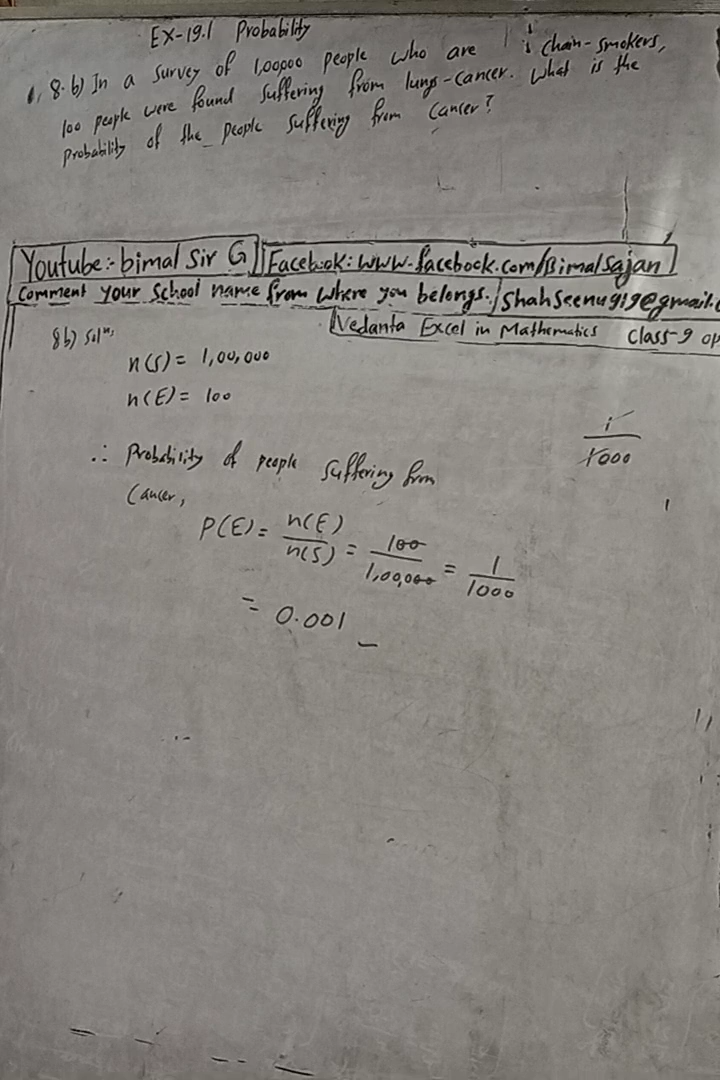 EX-19.1 Probability
8.b) In a survey of 1,00,000 people who are chain-smokers,
100 people were found suffering from lungs-cancer. What is the
Probability of the people suffering from cancer?
Youtube:- bimal Sir G Facebook: www.facebook.com/BimalSajan
Comment your School name from where you belongs. shahseenu919@gmail.c
Vedanta Excel in Mathematics Class-9 op
8b) Solⁿ,
n(S) = 1,00,000
n(E) = 100
1
1000
∴ Probability of people suffering from
Cancer,
P(E) = n(E)/n(S) = 100/1,00,000 = 1/1000
= 0.001